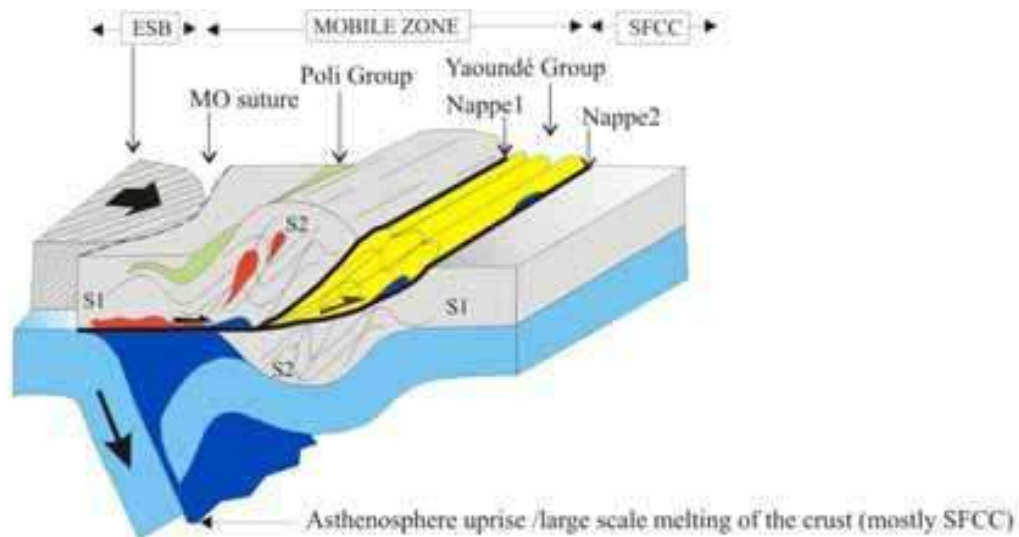 ESB MOBILE ZONE SFCC
Poli Group Yaoundé Group
MO suture Nappe1 Nappe2
S2
S1 S1
S2
Asthenosphere uprise /large scale melting of the crust (mostly SFCC)